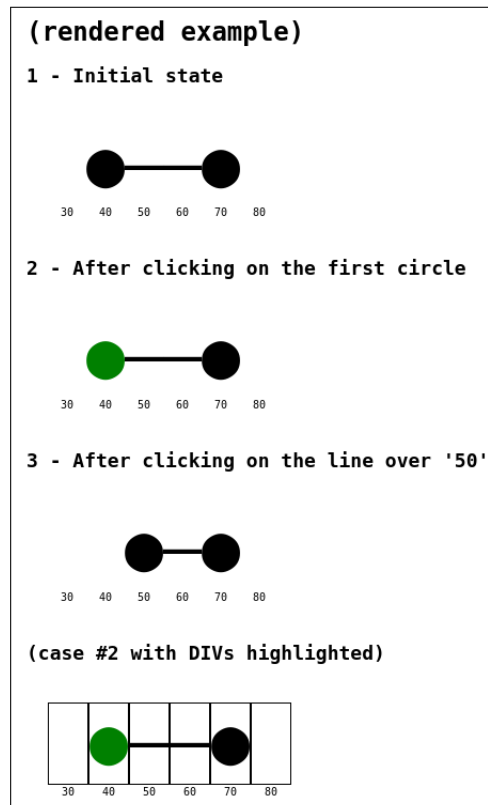 (rendered example)
1 - Initial state
30 40 50 60 70 80
2 - After clicking on the first circle
30 40 50 60 70 80
3 - After clicking on the line over '50'
30 40 50 60 70 80
(case #2 with DIVs highlighted)
30 40 50 60 70 80